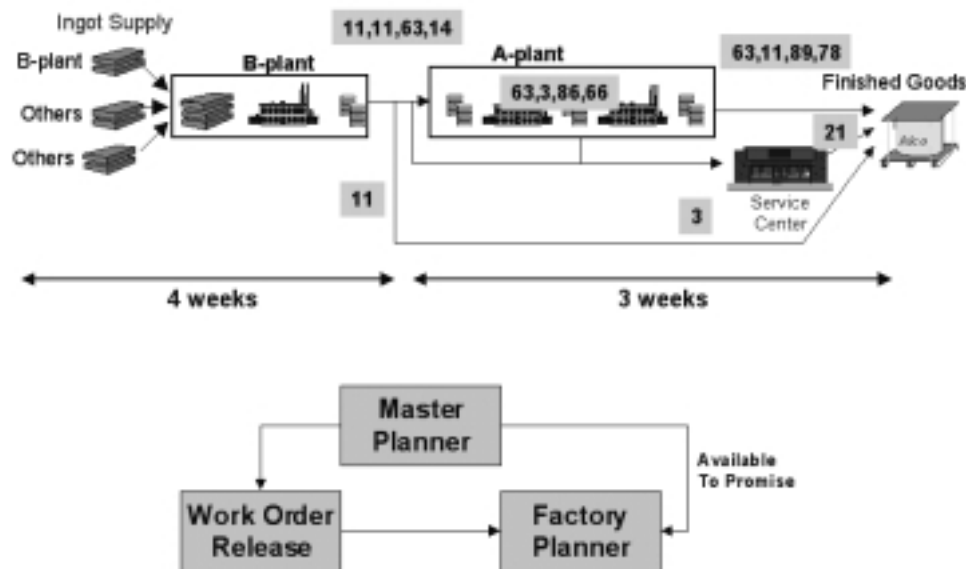 Ingot Supply
B-plant
Others
Others
B-plant
11,11,63,14
A-plant
63,3,86,66
63,11,89,78
Finished Goods
Alco
21
Service
Center
11
3
4 weeks
3 weeks
Master
Planner
Available
To Promise
Work Order
Release
Factory
Planner